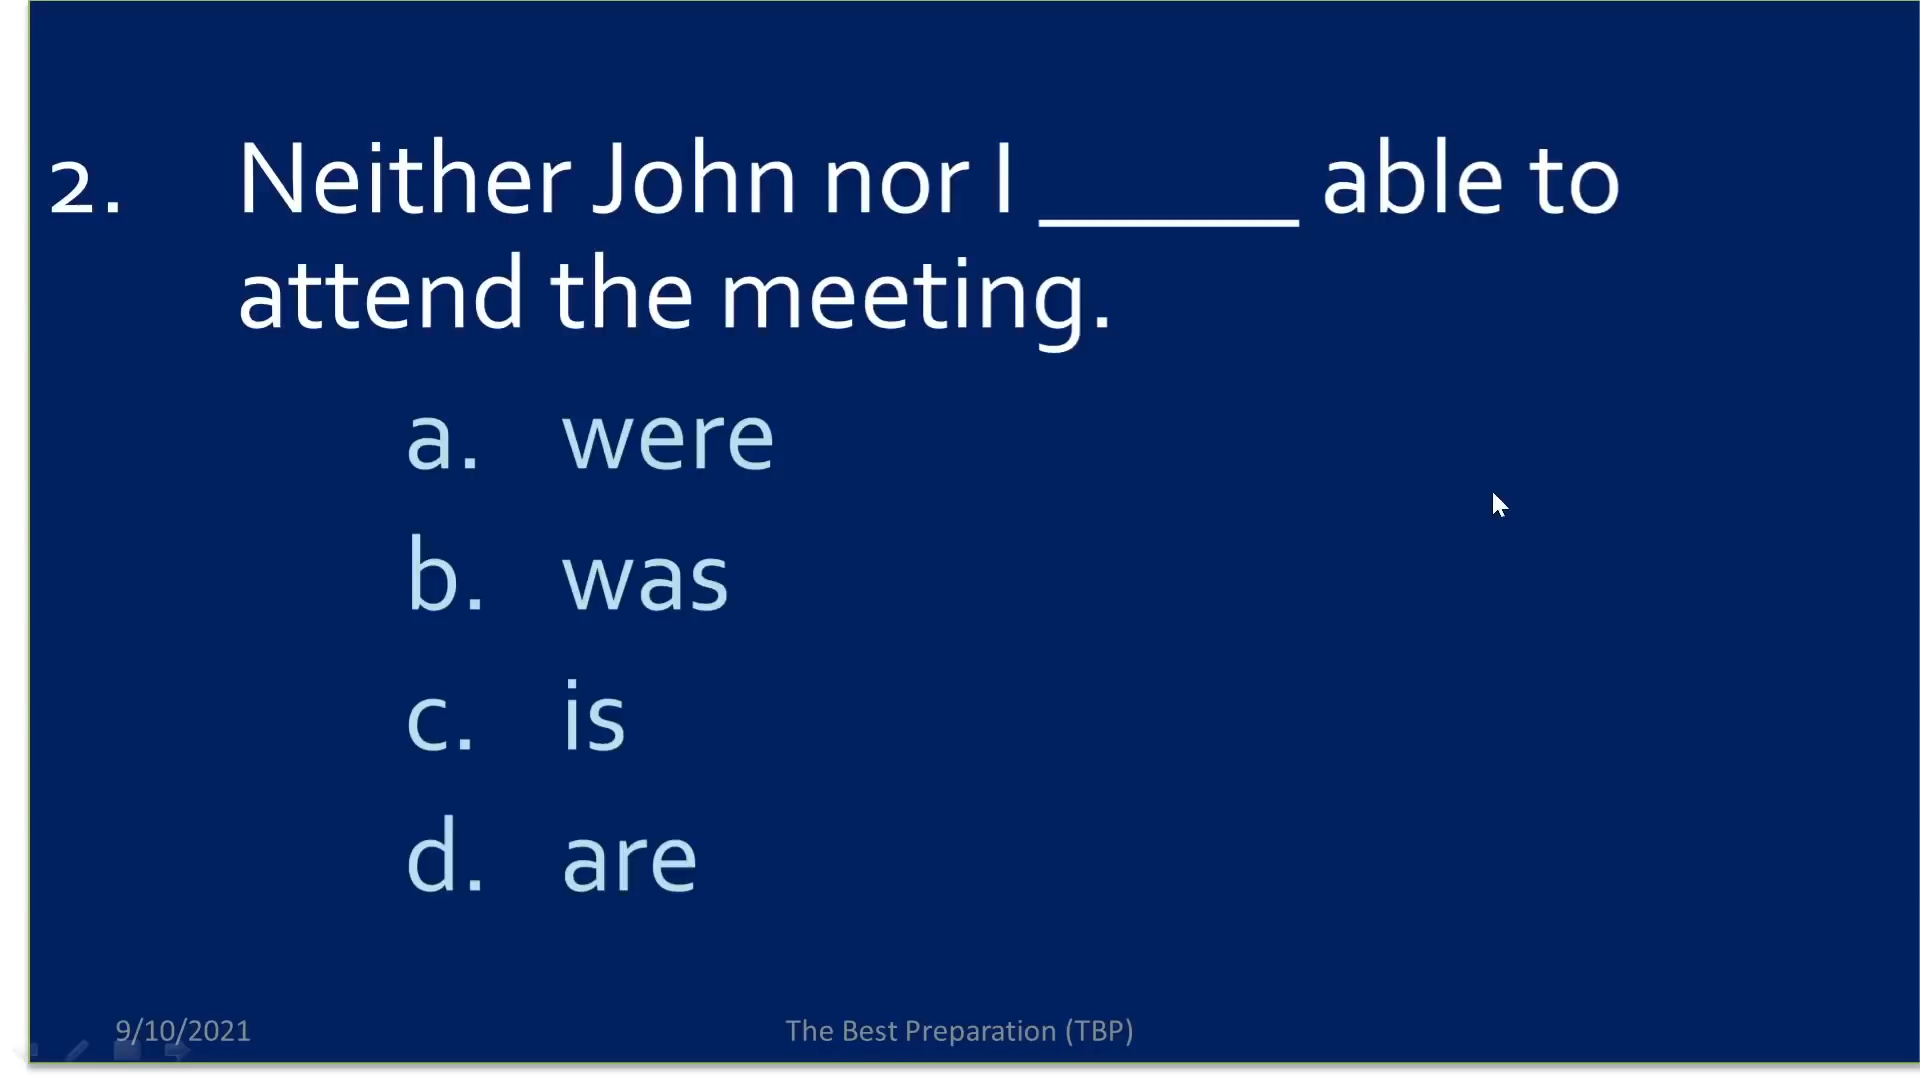 2. Neither John nor I _____ able to
attend the meeting.
a. were
b. was
c. is
d. are
9/10/2021 The Best Preparation (TBP)